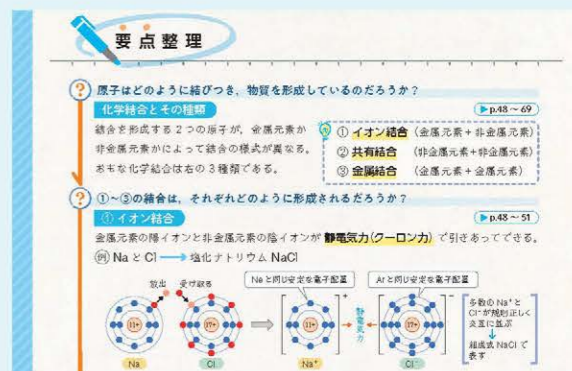 要点整理
? 原子はどのように結びつき、物質を形成しているのだろうか?
化学結合とその種類
▶p.48～69
結合を形成する2つの原子が、金属元素か
非金属元素かによって結合の様式が異なる。
おもな化学結合は右の3種類である。
① イオン結合 (金属元素+非金属元素)
② 共有結合 (非金属元素+非金属元素)
③ 金属結合 (金属元素+金属元素)
? ①～③の結合は、それぞれどのように形成されるだろうか?
① イオン結合
▶p.48～51
金属元素の陽イオンと非金属元素の陰イオンが静電気力(クーロン力)で引きあってできる。
例 NaとCl → 塩化ナトリウム NaCl
放出 受け取る
Neと同じ安定な電子配置
Arと同じ安定な電子配置
11+
17+
11+
+
静電気力
17+
−
多数のNa⁺と
Cl⁻が規則正しく
交互に並ぶ
↓
組成式 NaCl で
表す
Na
Cl
Na⁺
Cl⁻